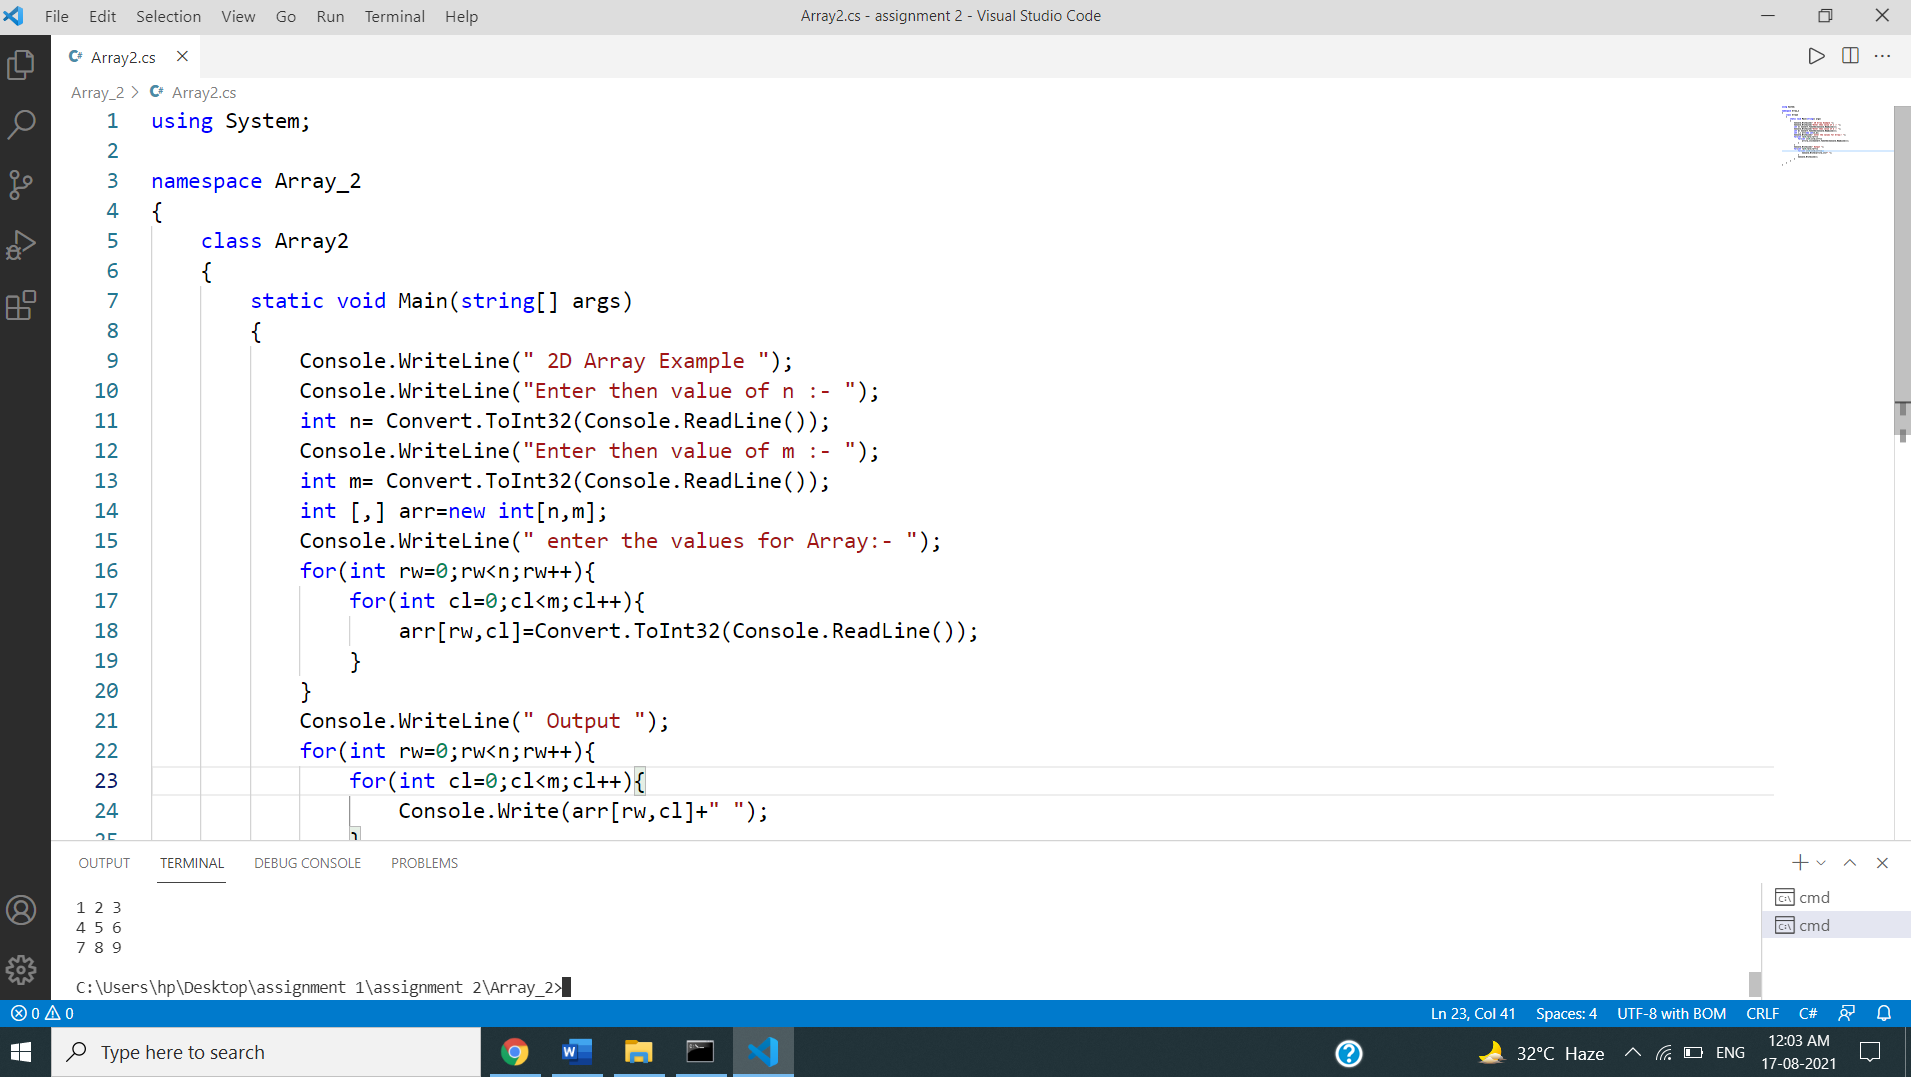 File Edit Selection View Go Run Terminal Help
Array2.cs - assignment 2 - Visual Studio Code
C# Array2.cs
Array_2 > C# Array2.cs
1 using System;
2
3 namespace Array_2
4 {
5 class Array2
6 {
7 static void Main(string[] args)
8 {
9 Console.WriteLine(" 2D Array Example ");
10 Console.WriteLine("Enter then value of n :- ");
11 int n= Convert.ToInt32(Console.ReadLine());
12 Console.WriteLine("Enter then value of m :- ");
13 int m= Convert.ToInt32(Console.ReadLine());
14 int [,] arr=new int[n,m];
15 Console.WriteLine(" enter the values for Array:- ");
16 for(int rw=0;rw<n;rw++){
17 for(int cl=0;cl<m;cl++){
18 arr[rw,cl]=Convert.ToInt32(Console.ReadLine());
19 }
20 }
21 Console.WriteLine(" Output ");
22 for(int rw=0;rw<n;rw++){
23 for(int cl=0;cl<m;cl++){
24 Console.Write(arr[rw,cl]+" ");
25 }
OUTPUT TERMINAL DEBUG CONSOLE PROBLEMS
1 2 3
4 5 6
7 8 9
C:\Users\hp\Desktop\assignment 1\assignment 2\Array_2>
cmd
cmd
0 0
Ln 23, Col 41 Spaces: 4 UTF-8 with BOM CRLF C#
Type here to search
32°C Haze
ENG
12:03 AM
17-08-2021